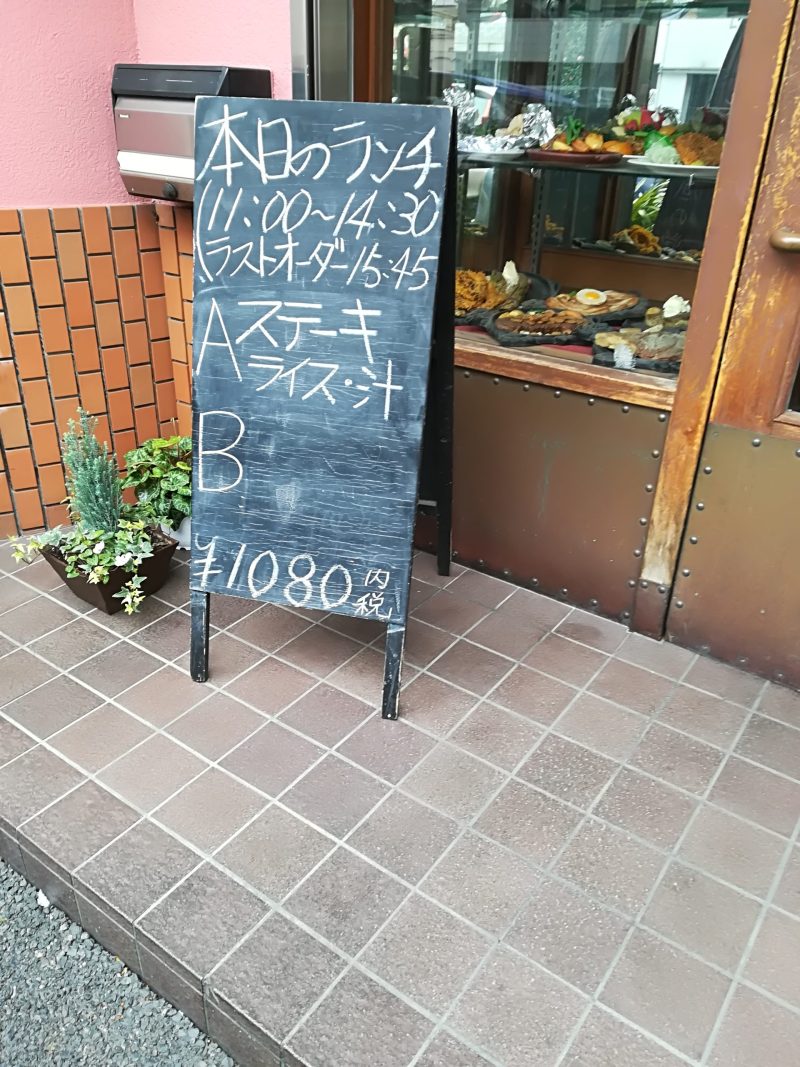 本日のランチ
(11:00〜14:30
(ラストオーダー15:45
Aステーキ
ライス・汁
B
¥1080 内税